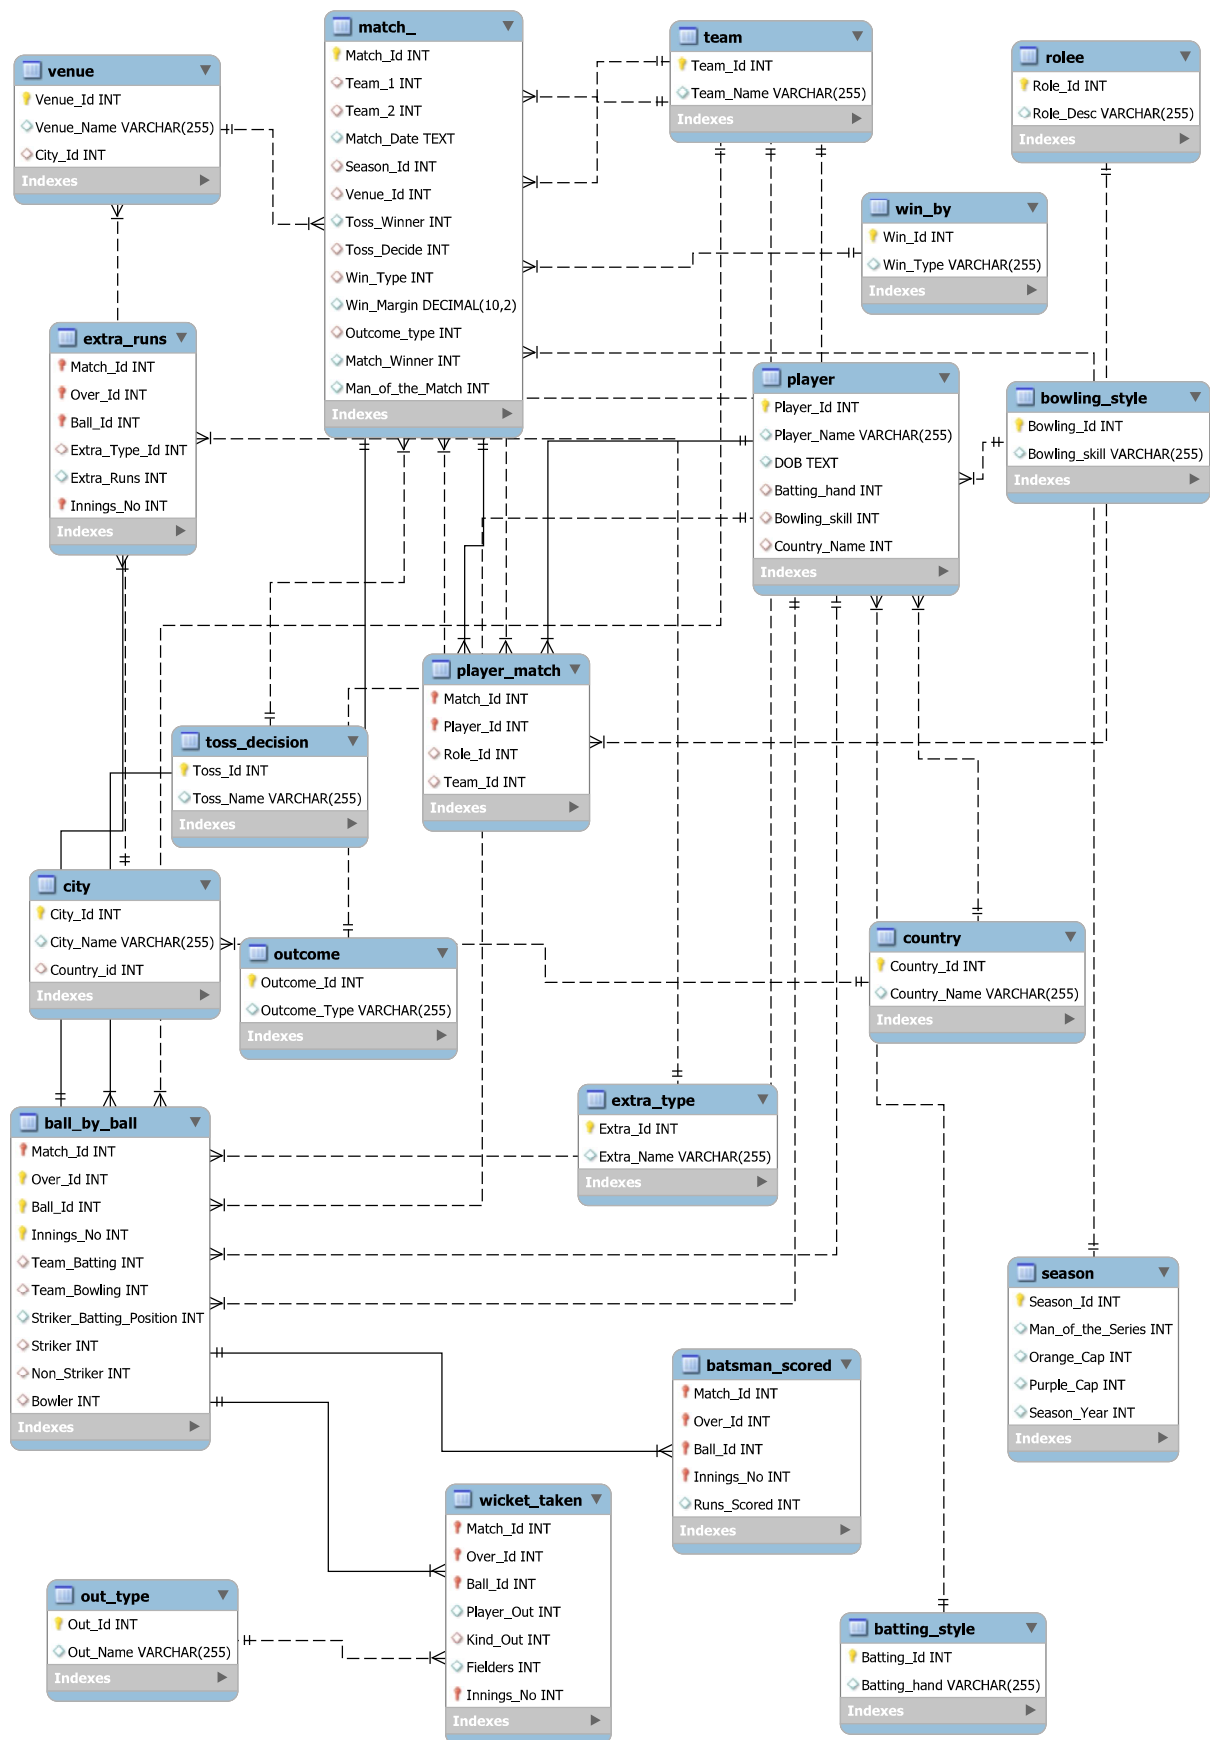 match_
Match_Id INT
Team_1 INT
Team_2 INT
Match_Date TEXT
Season_Id INT
Venue_Id INT
Toss_Winner INT
Toss_Decide INT
Win_Type INT
Win_Margin DECIMAL(10,2)
Outcome_type INT
Match_Winner INT
Man_of_the_Match INT
Indexes
team
Team_Id INT
Team_Name VARCHAR(255)
Indexes
rolee
Role_Id INT
Role_Desc VARCHAR(255)
Indexes
venue
Venue_Id INT
Venue_Name VARCHAR(255)
City_Id INT
Indexes
win_by
Win_Id INT
Win_Type VARCHAR(255)
Indexes
extra_runs
Match_Id INT
Over_Id INT
Ball_Id INT
Extra_Type_Id INT
Extra_Runs INT
Innings_No INT
Indexes
player
Player_Id INT
Player_Name VARCHAR(255)
DOB TEXT
Batting_hand INT
Bowling_skill INT
Country_Name INT
Indexes
bowling_style
Bowling_Id INT
Bowling_skill VARCHAR(255)
Indexes
player_match
Match_Id INT
Player_Id INT
Role_Id INT
Team_Id INT
Indexes
toss_decision
Toss_Id INT
Toss_Name VARCHAR(255)
Indexes
city
City_Id INT
City_Name VARCHAR(255)
Country_id INT
Indexes
outcome
Outcome_Id INT
Outcome_Type VARCHAR(255)
Indexes
country
Country_Id INT
Country_Name VARCHAR(255)
Indexes
extra_type
Extra_Id INT
Extra_Name VARCHAR(255)
Indexes
ball_by_ball
Match_Id INT
Over_Id INT
Ball_Id INT
Innings_No INT
Team_Batting INT
Team_Bowling INT
Striker_Batting_Position INT
Striker INT
Non_Striker INT
Bowler INT
Indexes
season
Season_Id INT
Man_of_the_Series INT
Orange_Cap INT
Purple_Cap INT
Season_Year INT
Indexes
batsman_scored
Match_Id INT
Over_Id INT
Ball_Id INT
Innings_No INT
Runs_Scored INT
Indexes
wicket_taken
Match_Id INT
Over_Id INT
Ball_Id INT
Player_Out INT
Kind_Out INT
Fielders INT
Innings_No INT
Indexes
out_type
Out_Id INT
Out_Name VARCHAR(255)
Indexes
batting_style
Batting_Id INT
Batting_hand VARCHAR(255)
Indexes